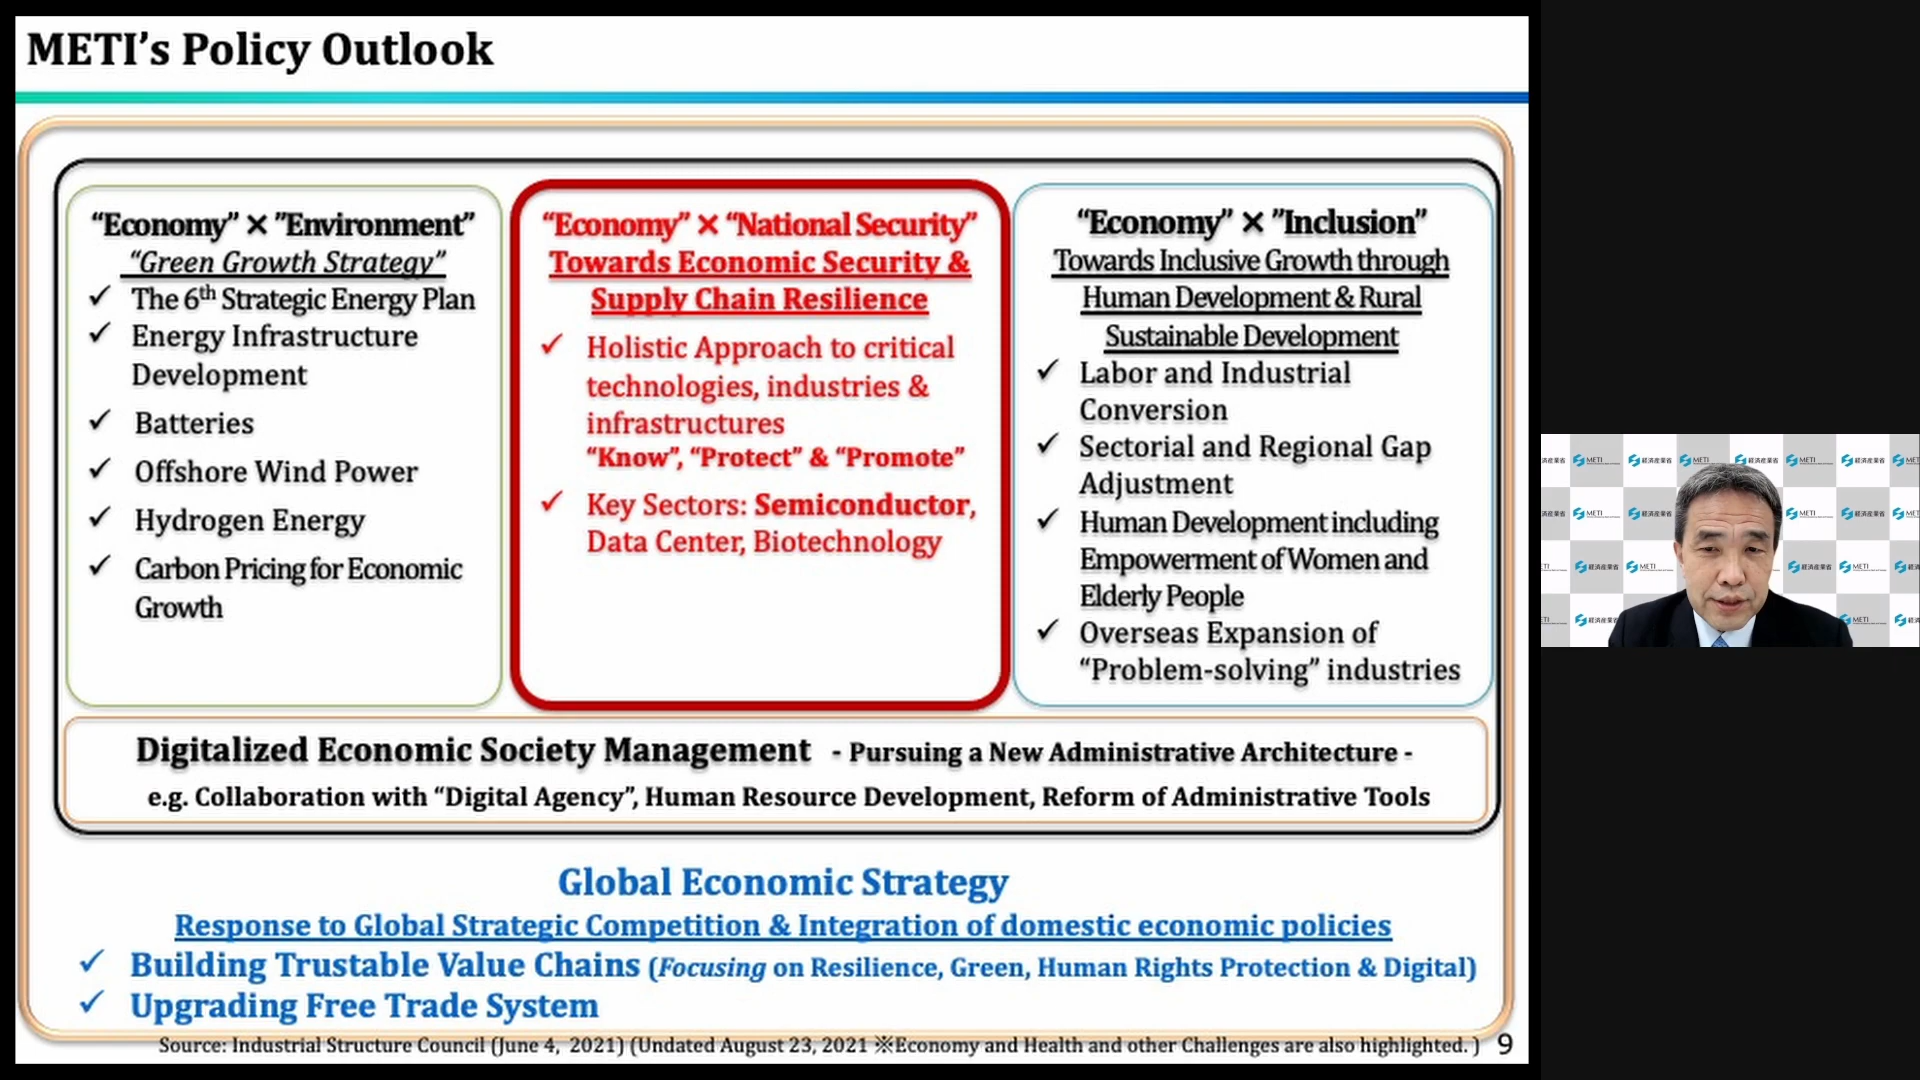 METI’s Policy Outlook
“Economy” × ”Environment”
“Green Growth Strategy”
✓ The 6th Strategic Energy Plan
✓ Energy Infrastructure
Development
✓ Batteries
✓ Offshore Wind Power
✓ Hydrogen Energy
✓ Carbon Pricing for Economic
Growth
“Economy” × “National Security”
Towards Economic Security &
Supply Chain Resilience
✓ Holistic Approach to critical
technologies, industries &
infrastructures
“Know”, “Protect” & “Promote”
✓ Key Sectors: Semiconductor,
Data Center, Biotechnology
“Economy” × ”Inclusion”
Towards Inclusive Growth through
Human Development & Rural
Sustainable Development
✓ Labor and Industrial
Conversion
✓ Sectorial and Regional Gap
Adjustment
✓ Human Development including
Empowerment of Women and
Elderly People
✓ Overseas Expansion of
“Problem-solving” industries
Digitalized Economic Society Management - Pursuing a New Administrative Architecture -
e.g. Collaboration with “Digital Agency”, Human Resource Development, Reform of Administrative Tools
Global Economic Strategy
Response to Global Strategic Competition & Integration of domestic economic policies
✓ Building Trustable Value Chains (Focusing on Resilience, Green, Human Rights Protection & Digital)
✓ Upgrading Free Trade System
Source: Industrial Structure Council (June 4, 2021) (Undated August 23, 2021 ※Economy and Health and other Challenges are also highlighted. )
9
METI
経済産業省